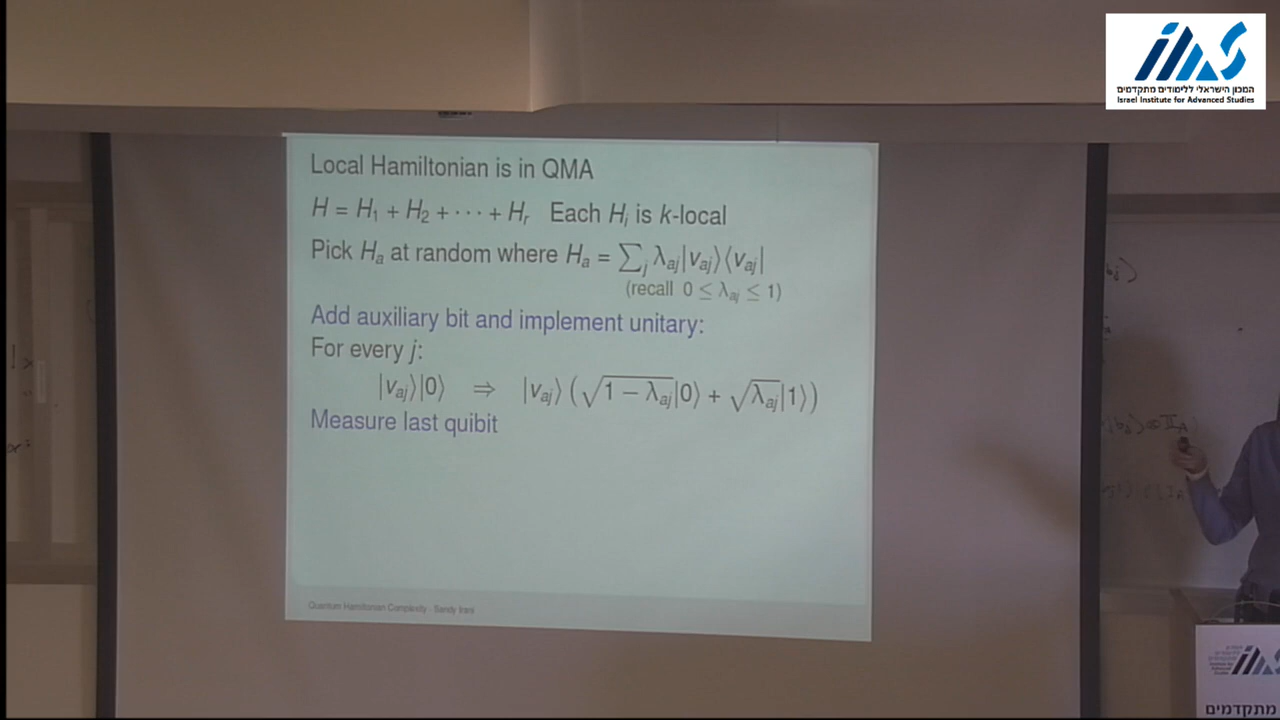 המכון הישראלי ללימודים מתקדמים
Israel Institute for Advanced Studies
Local Hamiltonian is in QMA
H = H₁ + H₂ + ⋯ + Hᵣ Each Hᵢ is k-local
Pick Hₐ at random where Hₐ = ∑ⱼ λₐⱼ|vₐⱼ⟩⟨vₐⱼ|
(recall 0 ≤ λₐⱼ ≤ 1)
Add auxiliary bit and implement unitary:
For every j:
|vₐⱼ⟩|0⟩ ⇒ |vₐⱼ⟩(√(1 − λₐⱼ)|0⟩ + √λₐⱼ|1⟩)
Measure last quibit
Quantum Hamiltonian Complexity - Sandy Irani
מתקדמים